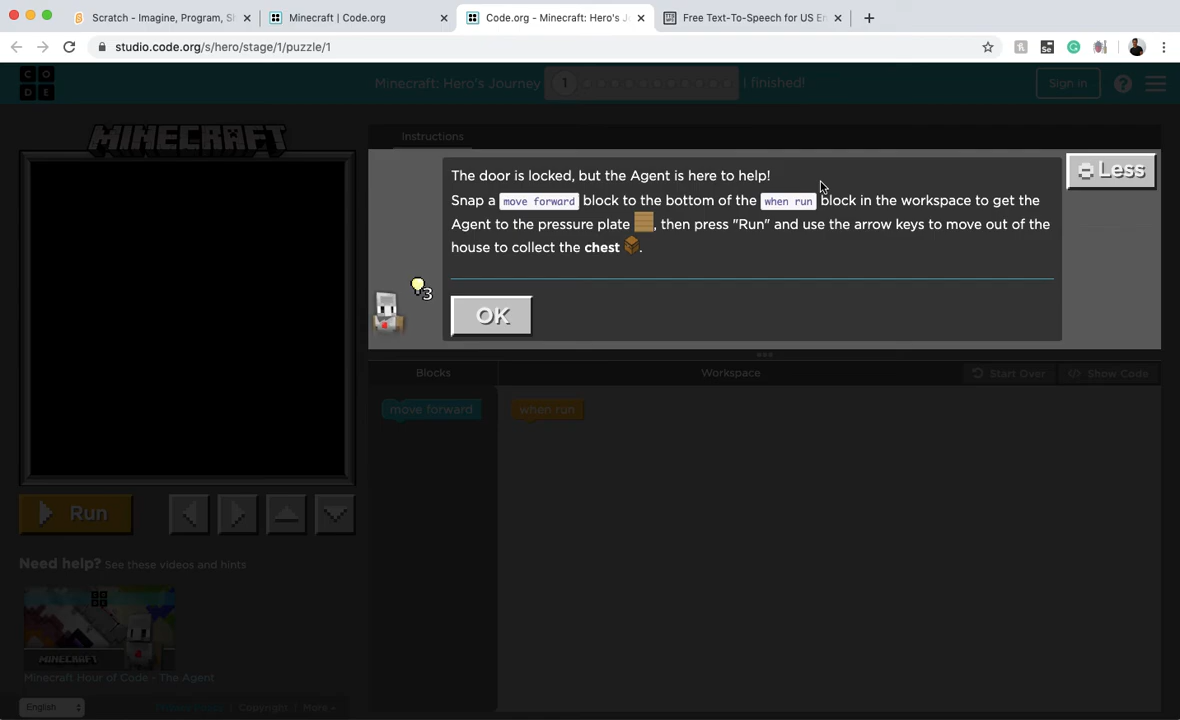 Scratch - Imagine, Program, S
Minecraft | Code.org
Code.org - Minecraft: Hero's J
Free Text-To-Speech for US En
studio.code.org/s/hero/stage/1/puzzle/1
CO
DE
Minecraft: Hero's Journey
1
I finished!
Sign in
?
MINECRAFT
Instructions
The door is locked, but the Agent is here to help!
Snap a move forward block to the bottom of the when run block in the workspace to get the
Agent to the pressure plate , then press "Run" and use the arrow keys to move out of the
house to collect the chest .
Less
3
OK
Blocks
Workspace
Start Over
Show Code
move forward
when run
Run
Need help? See these videos and hints
MINECRAFT
Minecraft Hour of Code - The Agent
English
Copyright
More